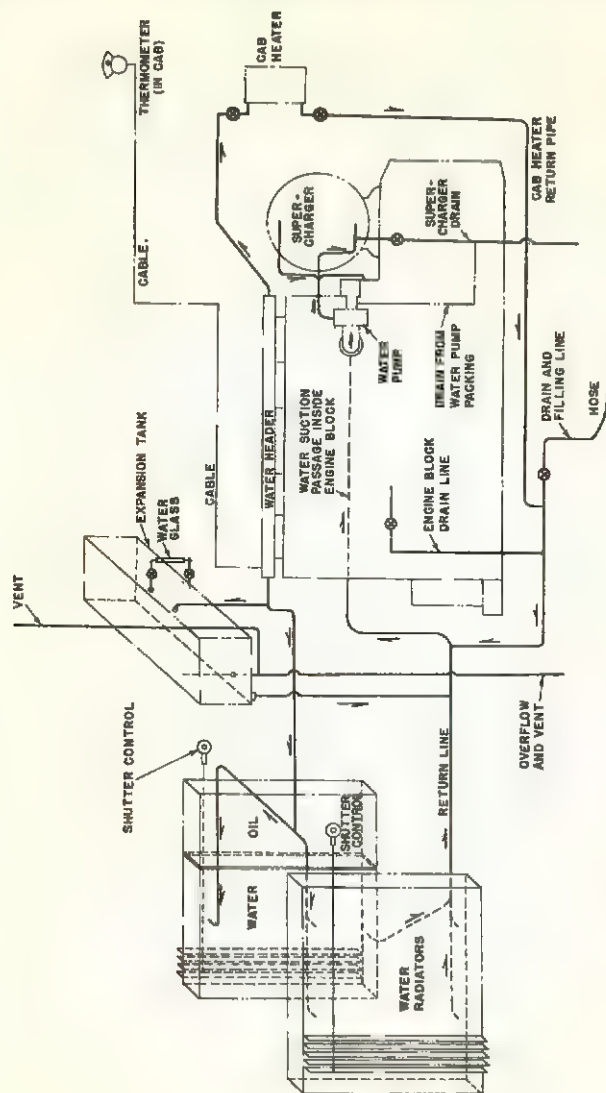 THERMOMETER
(IN CAB)
CAB
HEATER
CABLE.
SUPER-
CHARGER
SUPER-
CHARGER
DRAIN
CAB HEATER
RETURN PIPE
WATER
PUMP
DRAIN FROM
WATER PUMP
PACKING
DRAIN AND
FILLING LINE
HOSE
EXPANSION TANK
WATER
GLASS
CABLE
WATER HEADER
WATER SUCTION
PASSAGE INSIDE
ENGINE BLOCK
ENGINE BLOCK
DRAIN LINE
VENT
OVERFLOW
AND VENT
SHUTTER CONTROL
OIL
WATER
SHUTTER
CONTROL
RETURN LINE
WATER
RADIATORS